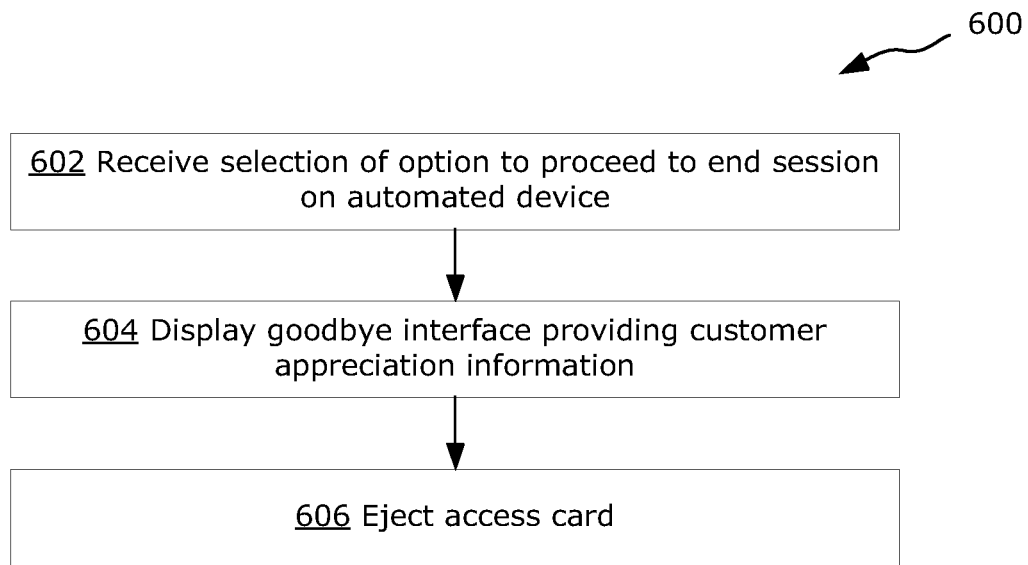 600
602 Receive selection of option to proceed to end session
on automated device
604 Display goodbye interface providing customer
appreciation information
606 Eject access card